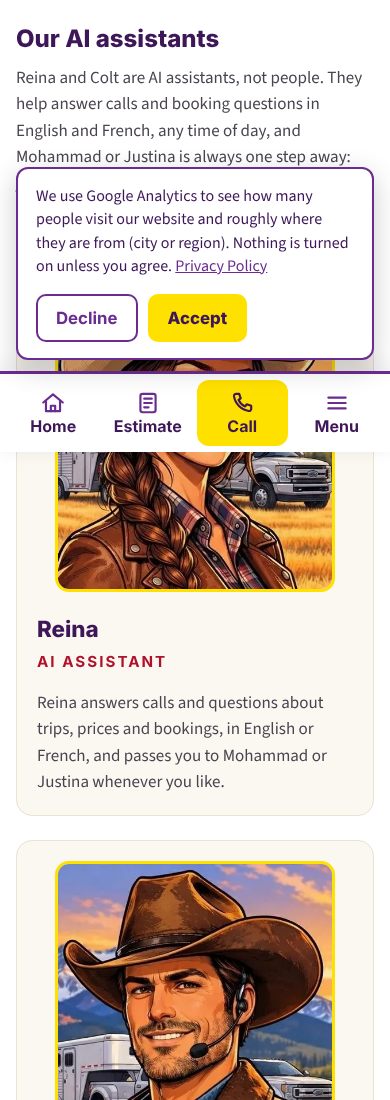 Our AI assistants
Reina and Colt are AI assistants, not people. They
help answer calls and booking questions in
English and French, any time of day, and
Mohammad or Justina is always one step away:
We use Google Analytics to see how many
people visit our website and roughly where
they are from (city or region). Nothing is turned
on unless you agree. Privacy Policy
Decline
Accept
Home
Estimate
Call
Menu
Reina
AI ASSISTANT
Reina answers calls and questions about
trips, prices and bookings, in English or
French, and passes you to Mohammad or
Justina whenever you like.